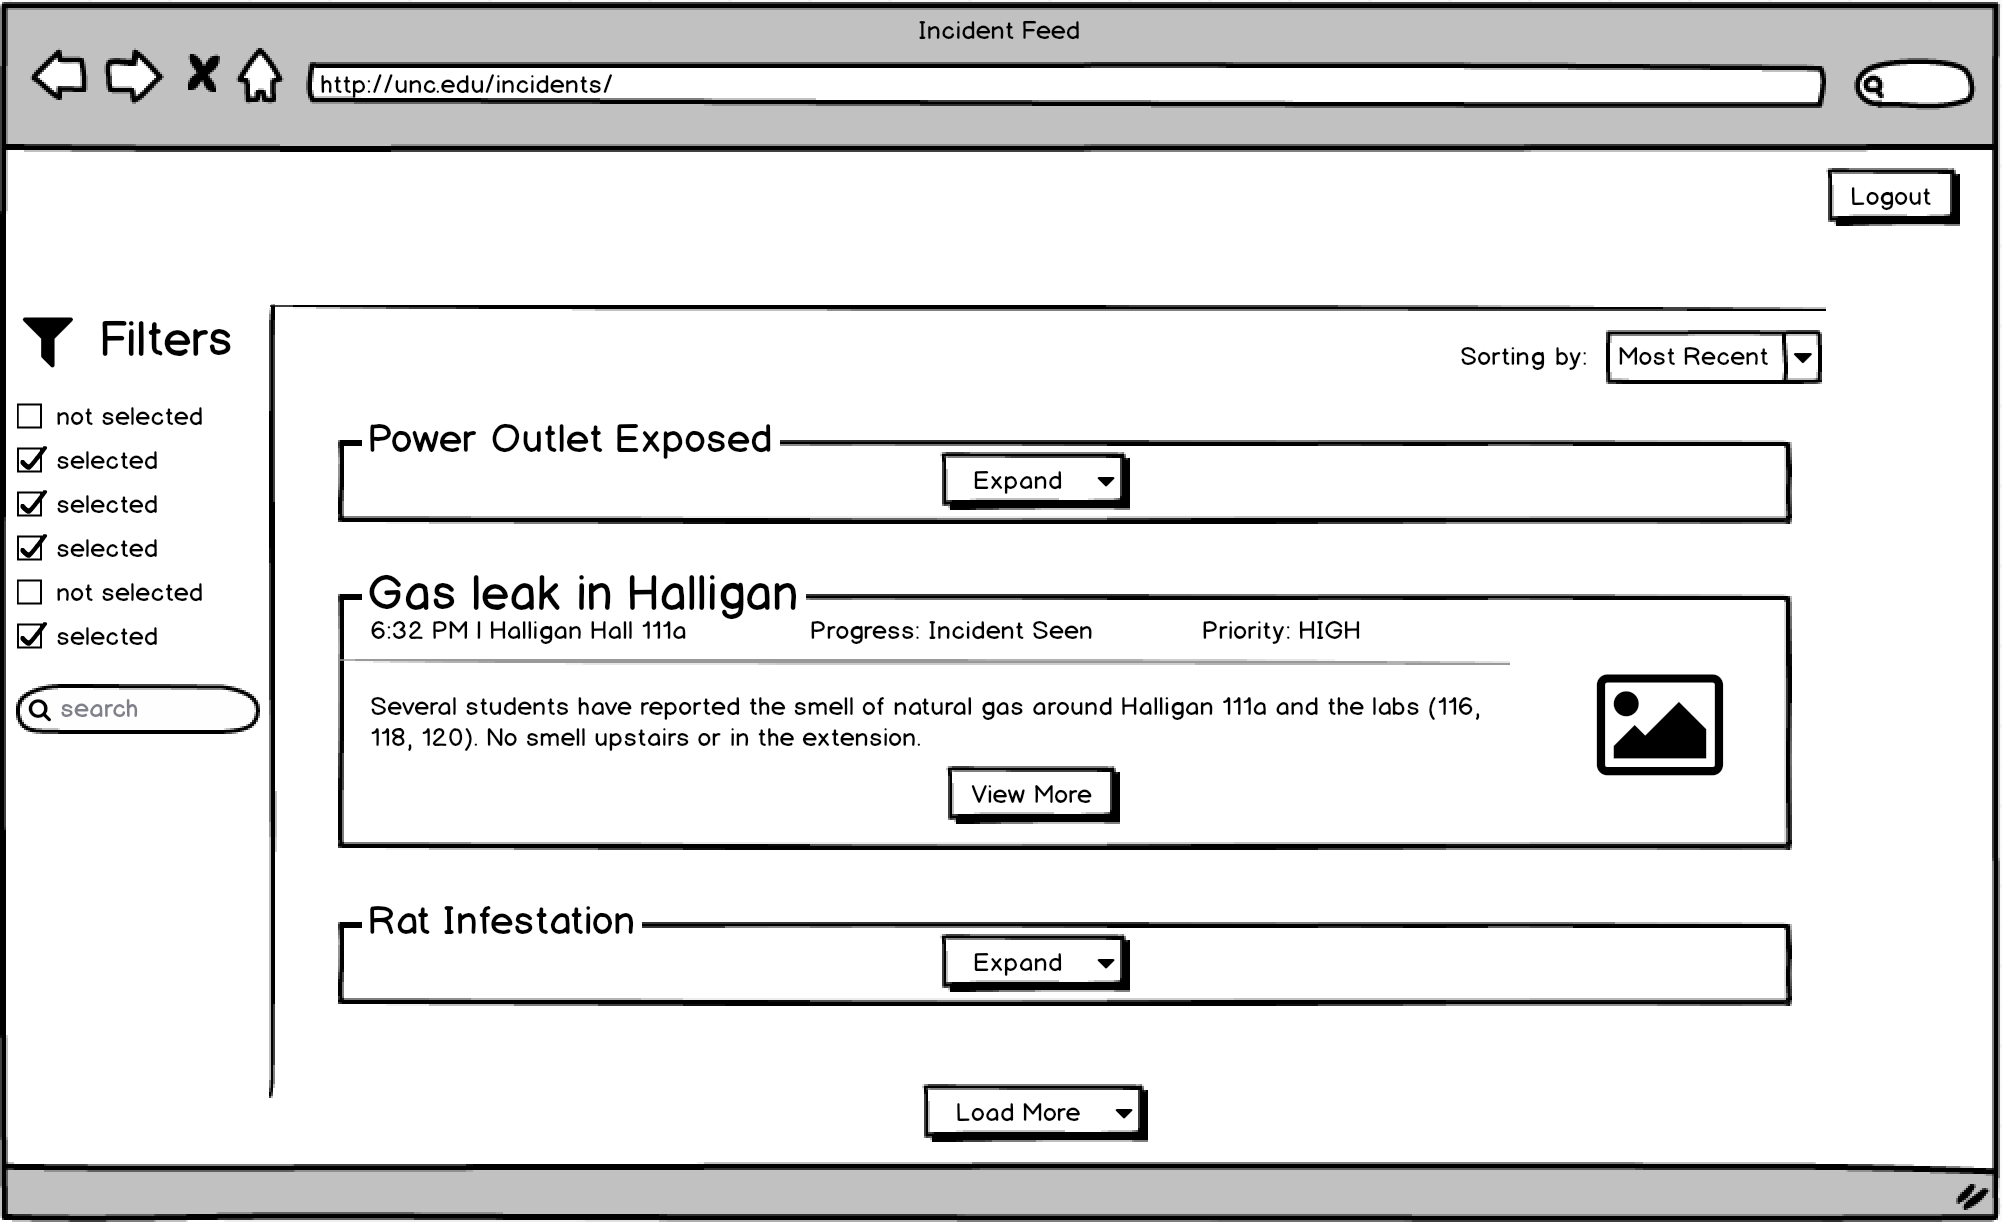 Incident Feed
http://unc.edu/incidents/
Logout
Filters
not selected
selected
selected
selected
not selected
selected
search
Sorting by: Most Recent
Power Outlet Exposed
Expand
Gas leak in Halligan
6:32 PM | Halligan Hall 111a Progress: Incident Seen Priority: HIGH
Several students have reported the smell of natural gas around Halligan 111a and the labs (116,
118, 120). No smell upstairs or in the extension.
View More
Rat Infestation
Expand
Load More